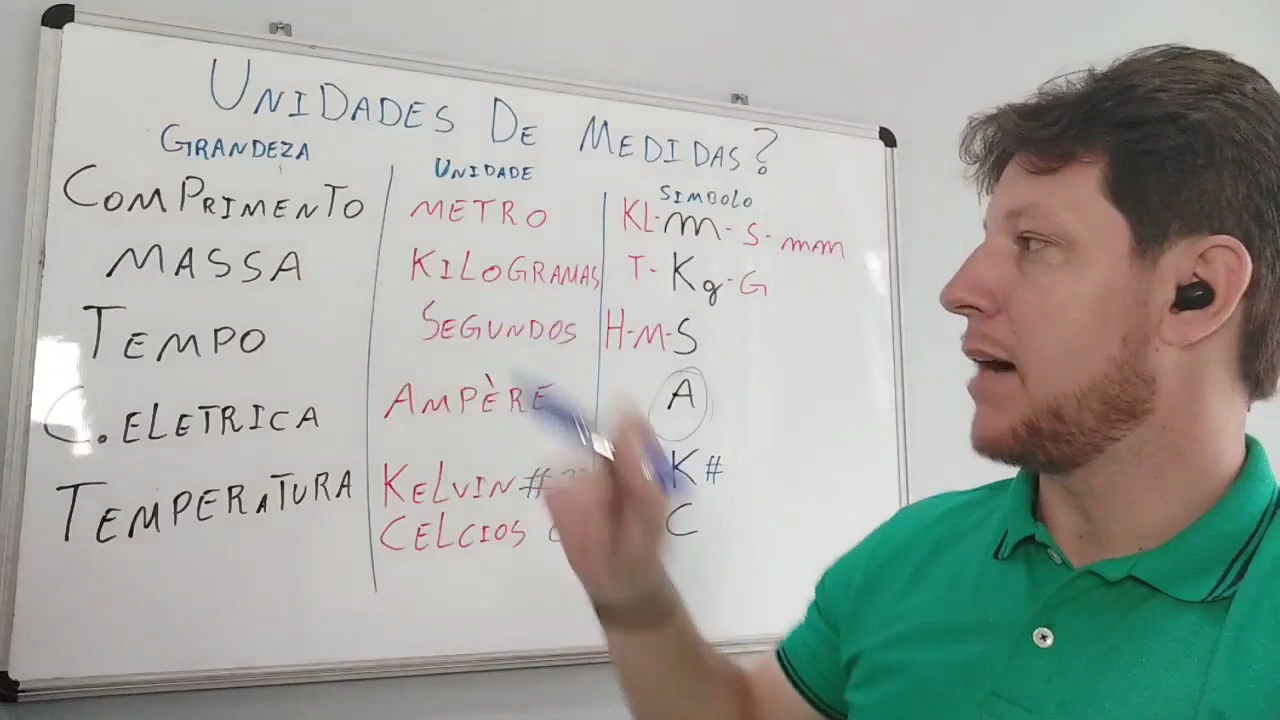 UNIDADES DE MEDIDAS?
GRANDEZA UNIDADE SIMBOLO
COMPRIMENTO METRO KL-m-S-mm
MASSA KILOGRAMAS T-Kg-G
TEMPO SEGUNDOS H-M-S
C.ELETRICA AMPÈRE A
TEMPERATURA KELVIN# K#
CELCIOS C